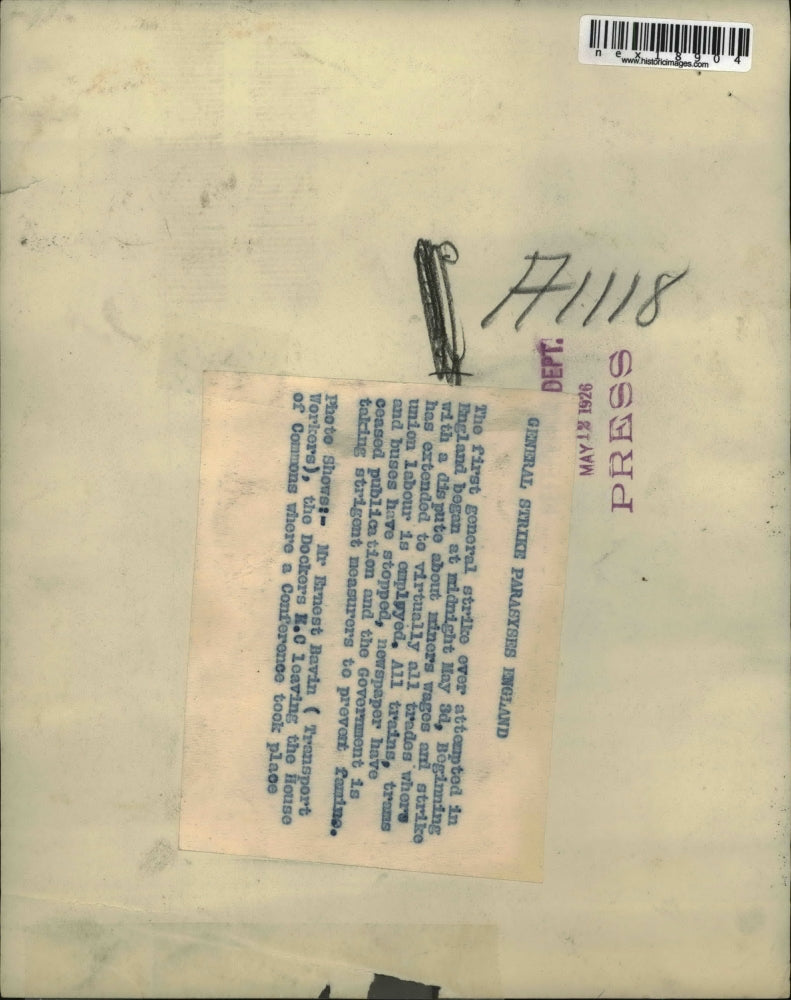 nex18904
www.historicimages.com
A1118
DEPT.
MAY 12 1926
PRESS
GENERAL STRIKE PARASYSES ENGLAND
The first general strike ever attempted in
England began at midnight May 3d, Beginning
with a dispute about miners wages and strike
has extended to virtually all trades where
union labour is employed. All trains, trams
and buses have stopped, newspaper have
ceased publication and the Government is
taking strigent measurers to prevent famine.
Photo Shows:- Mr Ernest Bavin ( Transport
Workers), the Dockers K.C leaving the House
of Commons where a Conference took place